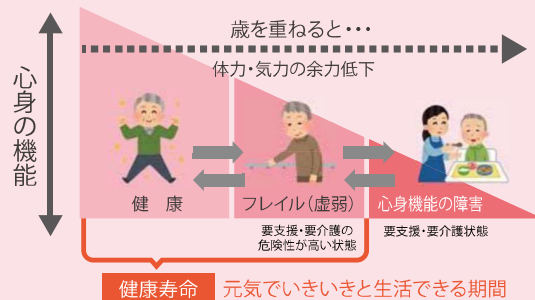 歳を重ねると・・・
体力・気力の余力低下
心身の機能
健 康
フレイル（虚弱）
心身機能の障害
要支援・要介護の
危険性が高い状態
要支援・要介護状態
健康寿命
元気でいきいきと生活できる期間